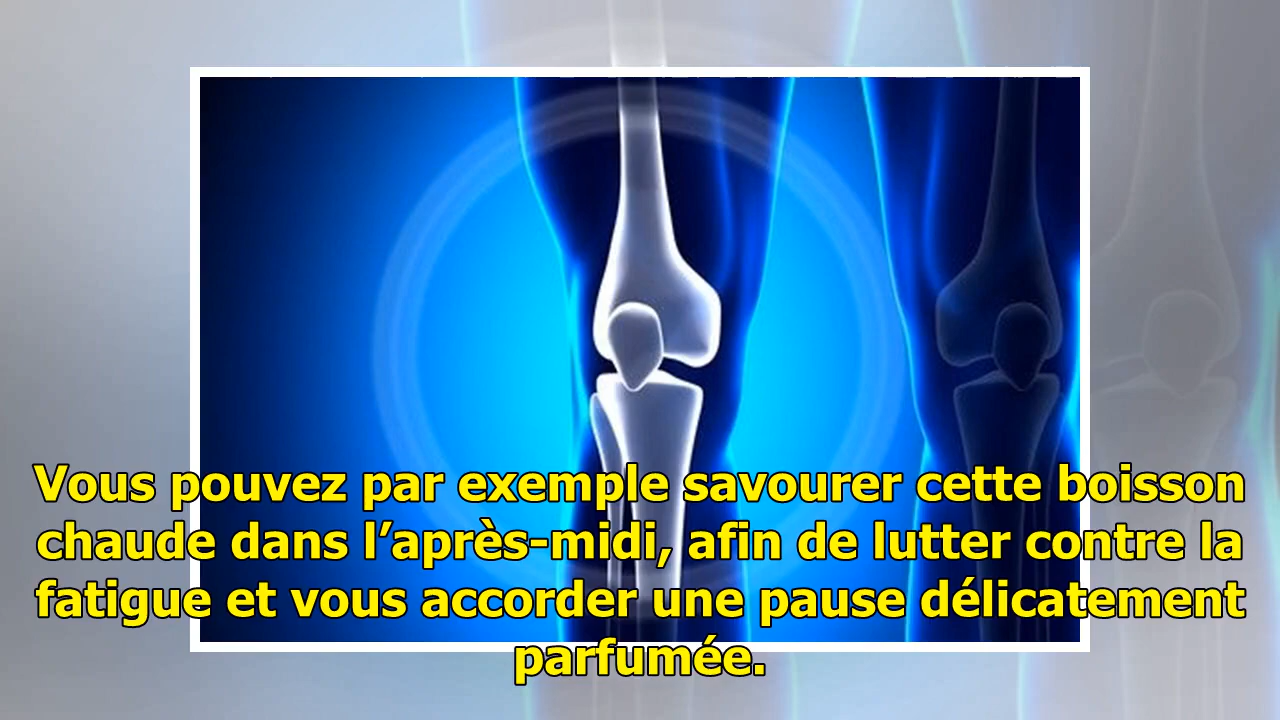 Vous pouvez par exemple savourer cette boisson
chaude dans l’après-midi, afin de lutter contre la
fatigue et vous accorder une pause délicatement
parfumée.